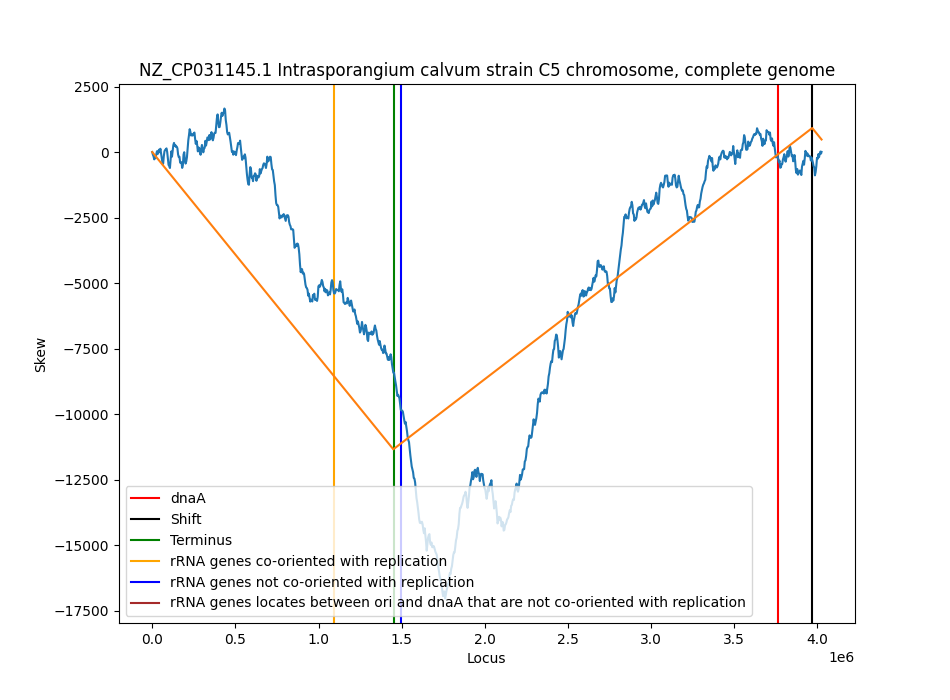 NZ_CP031145.1 Intrasporangium calvum strain C5 chromosome, complete genome
2500
0
−2500
−5000
−7500
−10000
−12500
−15000
−17500
Skew
dnaA
Shift
Terminus
rRNA genes co-oriented with replication
rRNA genes not co-oriented with replication
rRNA genes locates between ori and dnaA that are not co-oriented with replication
0.0 0.5 1.0 1.5 2.0 2.5 3.0 3.5 4.0
Locus
1e6